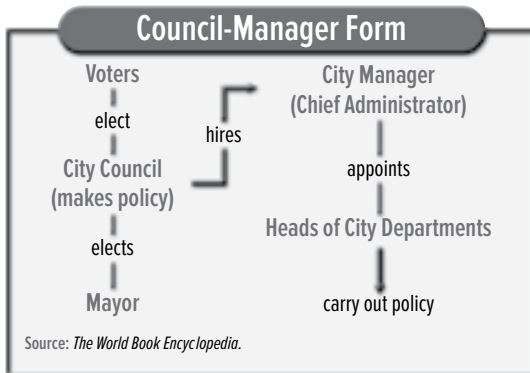 Council-Manager Form
Voters
elect
City Council
(makes policy)
elects
Mayor
hires
City Manager
(Chief Administrator)
appoints
Heads of City Departments
carry out policy
Source: The World Book Encyclopedia.